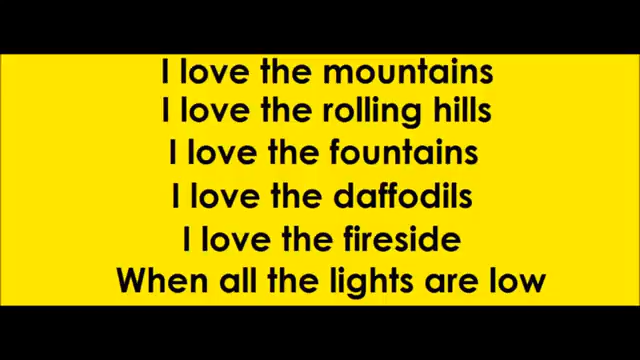 I love the mountains
I love the rolling hills
I love the fountains
I love the daffodils
I love the fireside
When all the lights are low